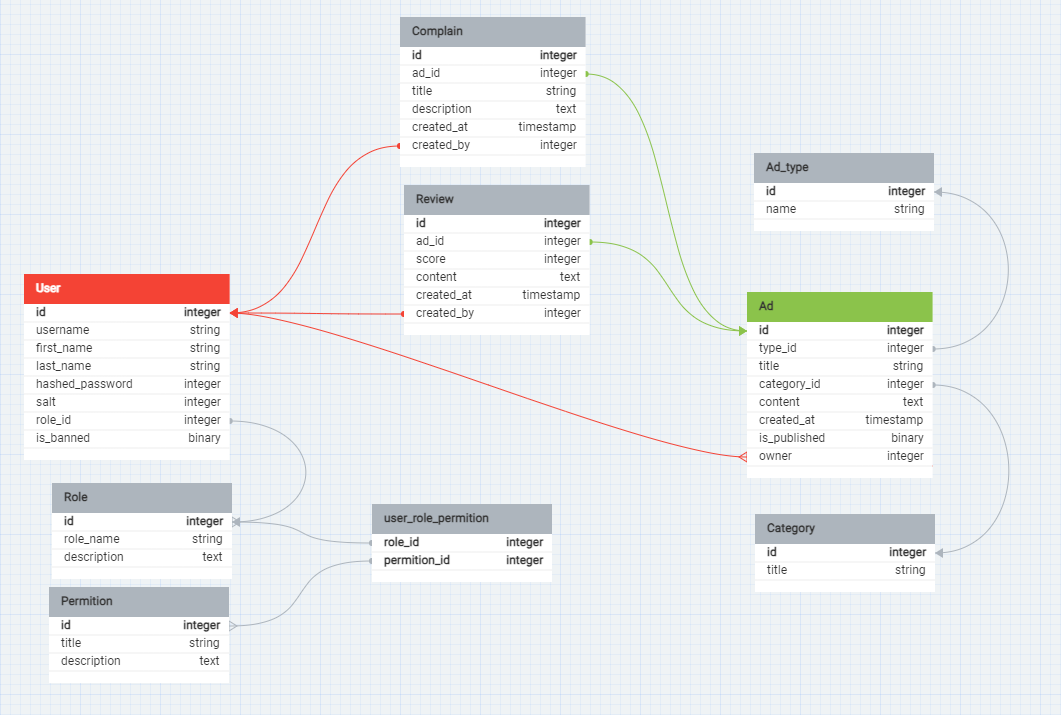 Complain
id integer
ad_id integer
title string
description text
created_at timestamp
created_by integer
Review
id integer
ad_id integer
score integer
content text
created_at timestamp
created_by integer
Ad_type
id integer
name string
User
id integer
username string
first_name string
last_name string
hashed_password integer
salt integer
role_id integer
is_banned binary
Ad
id integer
type_id integer
title string
category_id integer
content text
created_at timestamp
is_published binary
owner integer
Role
id integer
role_name string
description text
user_role_permition
role_id integer
permition_id integer
Category
id integer
title string
Permition
id integer
title string
description text